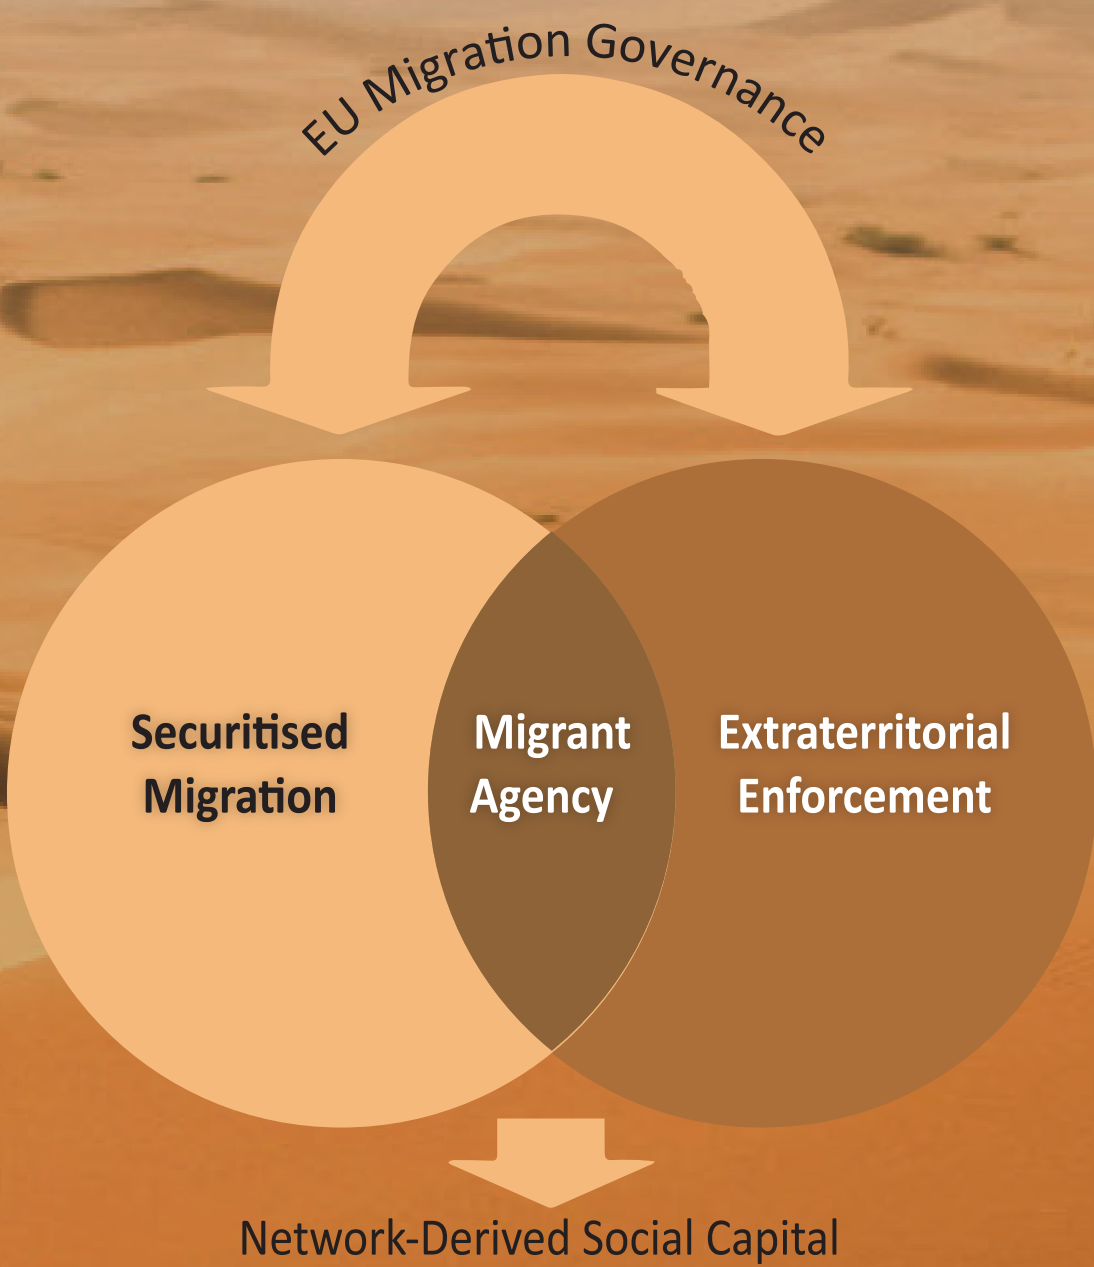 EU Migration Governance
Securitised
Migration
Migrant
Agency
Extraterritorial
Enforcement
Network-Derived Social Capital